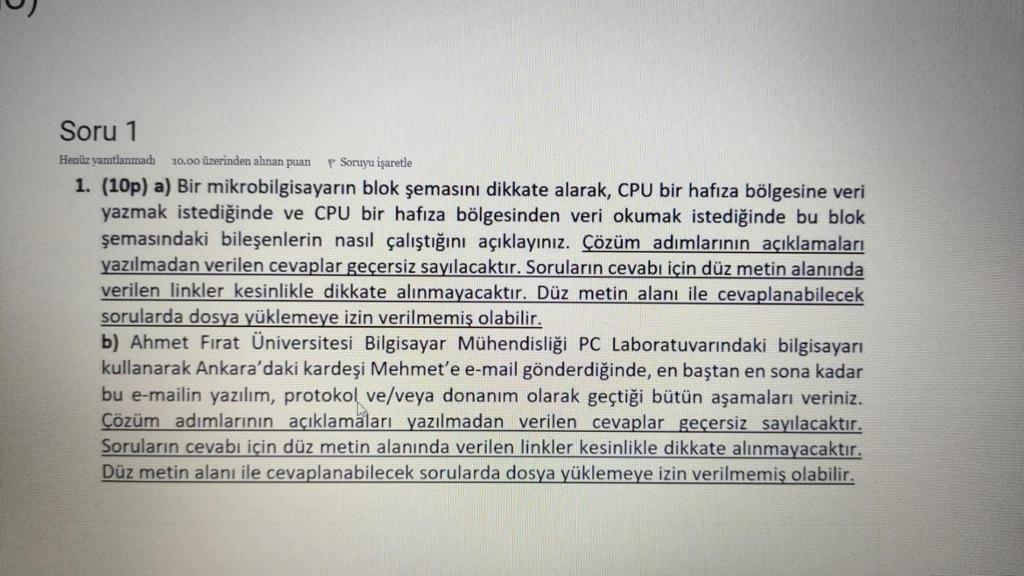 Soru 1
Henüz yanıtlanmadı 10.00 üzerinden alınan puan Soruyu işaretle
1. (10p) a) Bir mikrobilgisayarın blok şemasını dikkate alarak, CPU bir hafıza bölgesine veri
yazmak istediğinde ve CPU bir hafıza bölgesinden veri okumak istediğinde bu blok
şemasındaki bileşenlerin nasıl çalıştığını açıklayınız. Çözüm adımlarının açıklamaları
yazılmadan verilen cevaplar geçersiz sayılacaktır. Soruların cevabı için düz metin alanında
verilen linkler kesinlikle dikkate alınmayacaktır. Düz metin alanı ile cevaplanabilecek
sorularda dosya yüklemeye izin verilmemiş olabilir.
b) Ahmet Fırat Üniversitesi Bilgisayar Mühendisliği PC Laboratuvarındaki bilgisayarı
kullanarak Ankara'daki kardeşi Mehmet'e e-mail gönderdiğinde, en baştan en sona kadar
bu e-mailin yazılım, protokol ve/veya donanım olarak geçtiği bütün aşamaları veriniz.
Çözüm adımlarının açıklamaları yazılmadan verilen cevaplar geçersiz sayılacaktır.
Soruların cevabı için düz metin alanında verilen linkler kesinlikle dikkate alınmayacaktır.
Düz metin alanı ile cevaplanabilecek sorularda dosya yüklemeye izin verilmemiş olabilir.